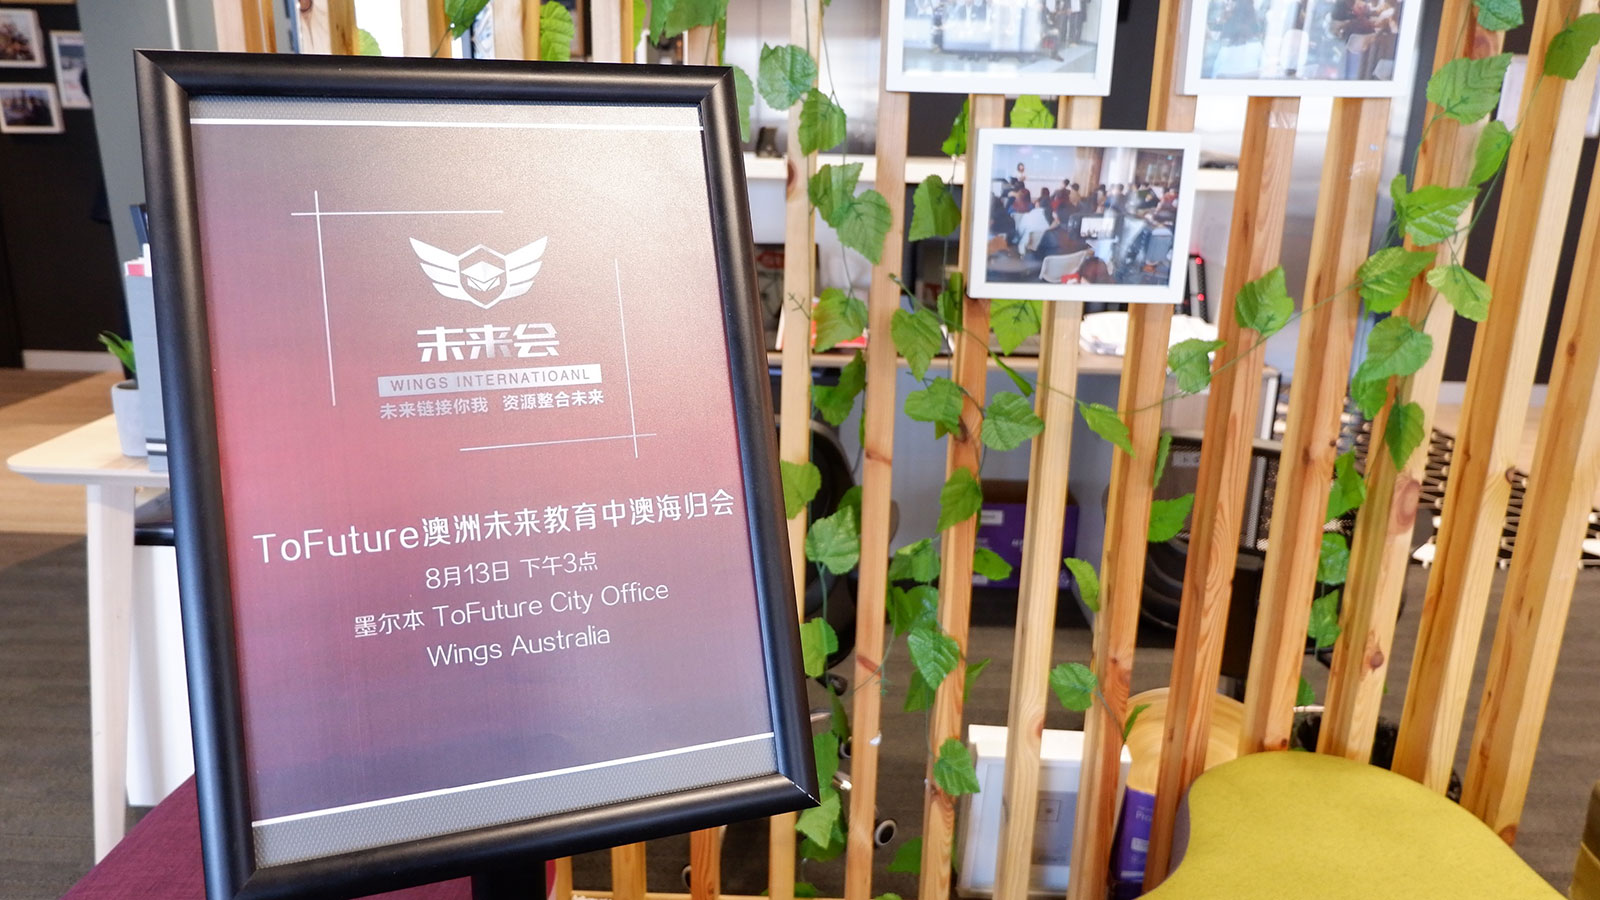 未来会
WINGS INTERNATIOANL
未来链接你我 资源整合未来
ToFuture澳洲未来教育中澳海归会
8月13日 下午3点
墨尔本 ToFuture City Office
Wings Australia